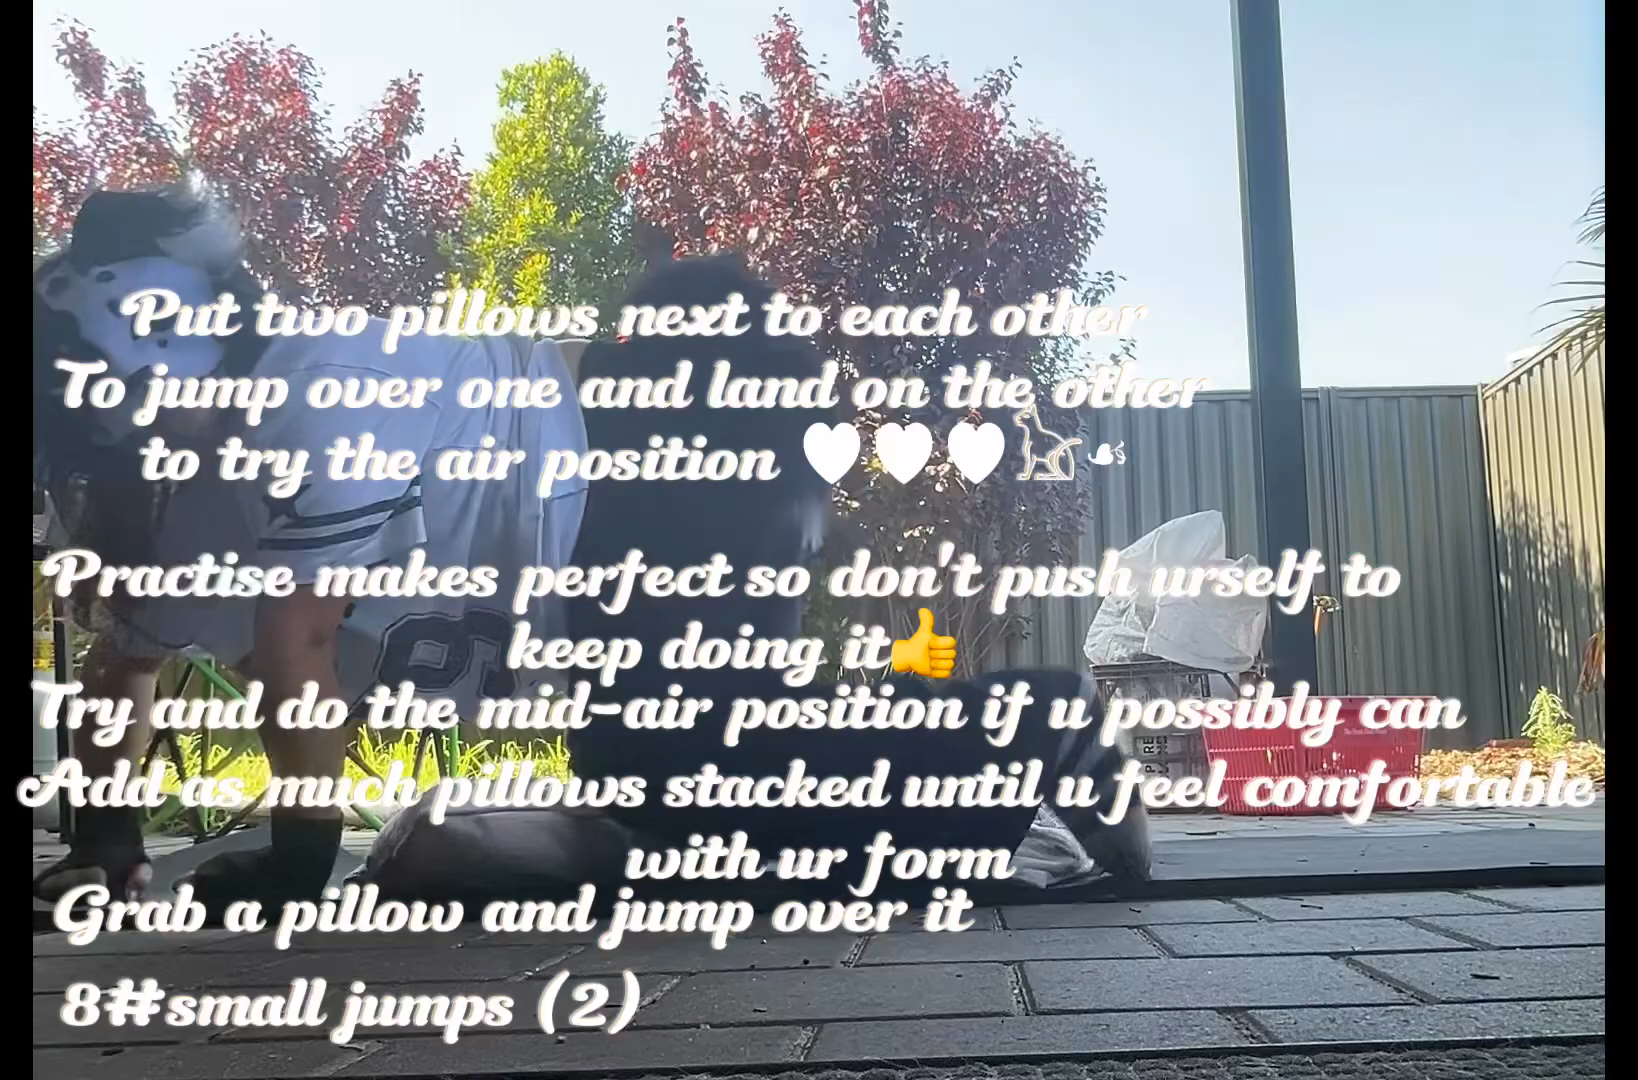 Put two pillows next to each other
To jump over one and land on the other
to try the air position 🤍🤍🤍𓃠☙
Practise makes perfect so don't push urself to
keep doing it👍
Try and do the mid-air position if u possibly can
Add as much pillows stacked until u feel comfortable
with ur form
Grab a pillow and jump over it
8#small jumps (2)